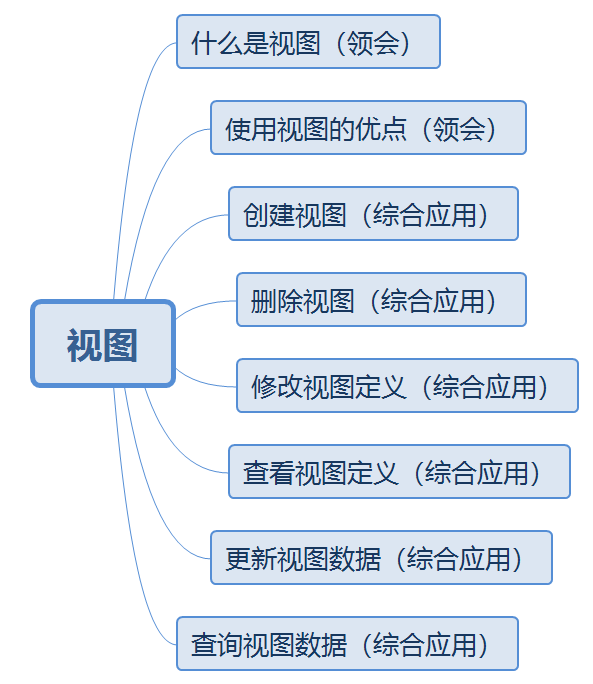 什么是视图（领会）
使用视图的优点（领会）
创建视图（综合应用）
删除视图（综合应用）
视图
修改视图定义（综合应用）
查看视图定义（综合应用）
更新视图数据（综合应用）
查询视图数据（综合应用）